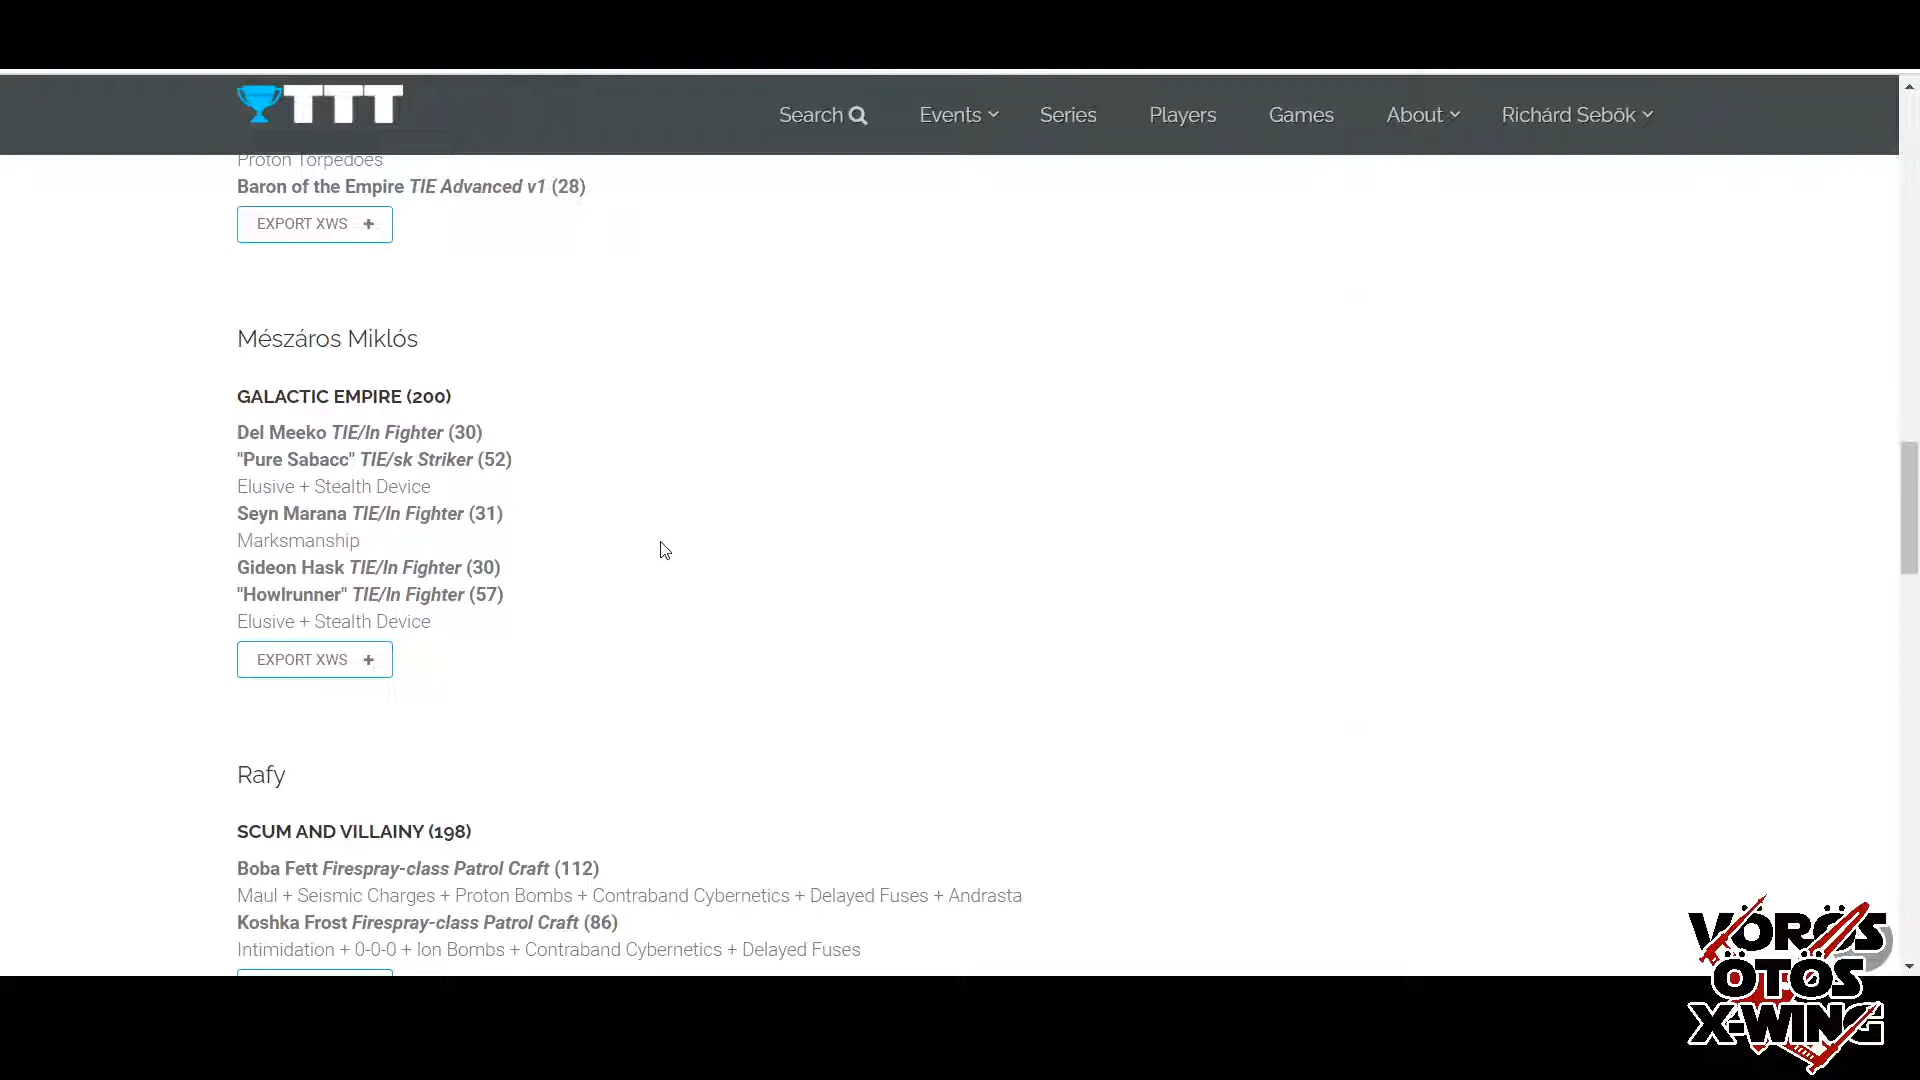 TTT
Search
Events
Series
Players
Games
About
Richárd Sebők
Proton Torpedoes
Baron of the Empire TIE Advanced v1 (28)
EXPORT XWS +
Mészáros Miklós
GALACTIC EMPIRE (200)
Del Meeko TIE/ln Fighter (30)
"Pure Sabacc" TIE/sk Striker (52)
Elusive + Stealth Device
Seyn Marana TIE/ln Fighter (31)
Marksmanship
Gideon Hask TIE/ln Fighter (30)
"Howlrunner" TIE/ln Fighter (57)
Elusive + Stealth Device
EXPORT XWS +
Rafy
SCUM AND VILLAINY (198)
Boba Fett Firespray-class Patrol Craft (112)
Maul + Seismic Charges + Proton Bombs + Contraband Cybernetics + Delayed Fuses + Andrasta
Koshka Frost Firespray-class Patrol Craft (86)
Intimidation + 0-0-0 + Ion Bombs + Contraband Cybernetics + Delayed Fuses
VÖRÖS
ÖTÖS
X-WING